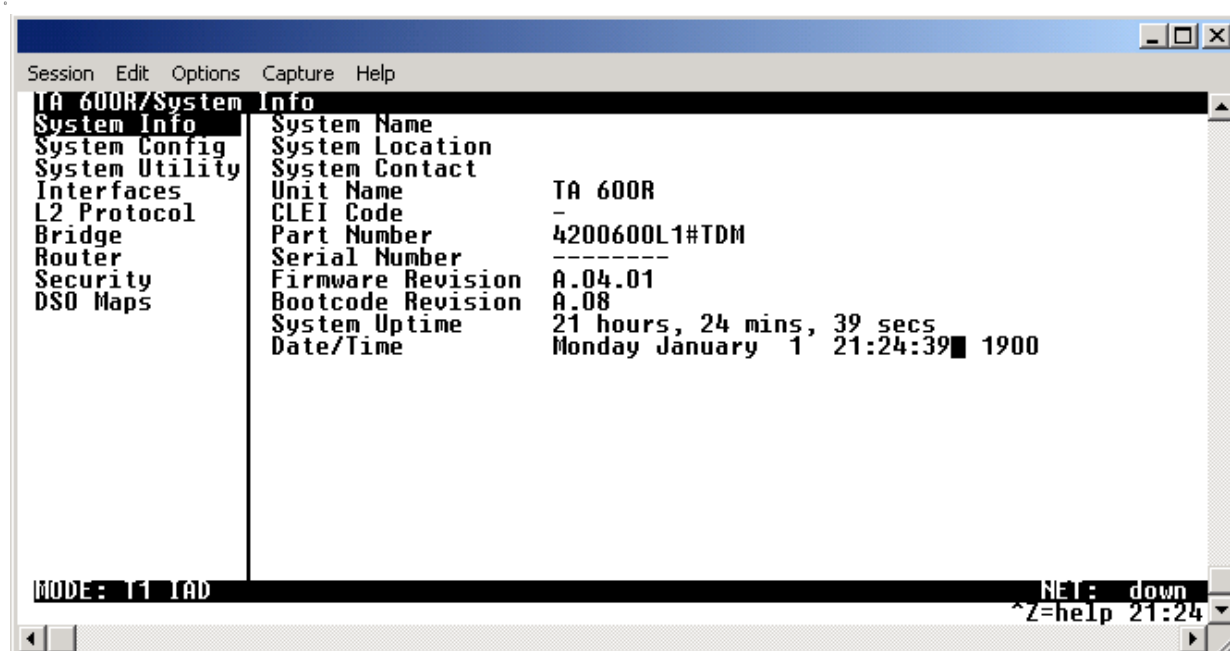 Session Edit Options Capture Help
TA 600R/System Info
System Info System Name
System Config System Location
System Utility System Contact
Interfaces Unit Name TA 600R
L2 Protocol CLEI Code -
Bridge Part Number 4200600L1#TDM
Router Serial Number --------
Security Firmware Revision A.04.01
DS0 Maps Bootcode Revision A.08
System Uptime 21 hours, 24 mins, 39 secs
Date/Time Monday January 1 21:24:39 1900
MODE: T1 IAD NET: down
^Z=help 21:24